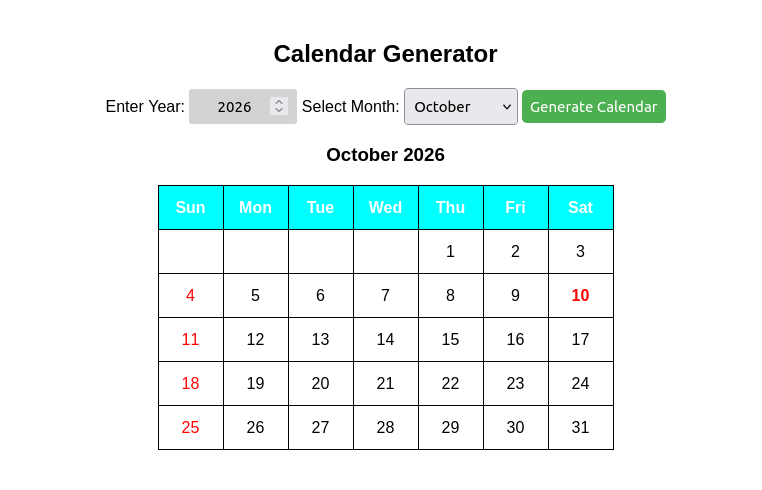 Calendar Generator
Enter Year: 2026 Select Month: October Generate Calendar
October 2026
Sun Mon Tue Wed Thu Fri Sat
1 2 3
4 5 6 7 8 9 10
11 12 13 14 15 16 17
18 19 20 21 22 23 24
25 26 27 28 29 30 31